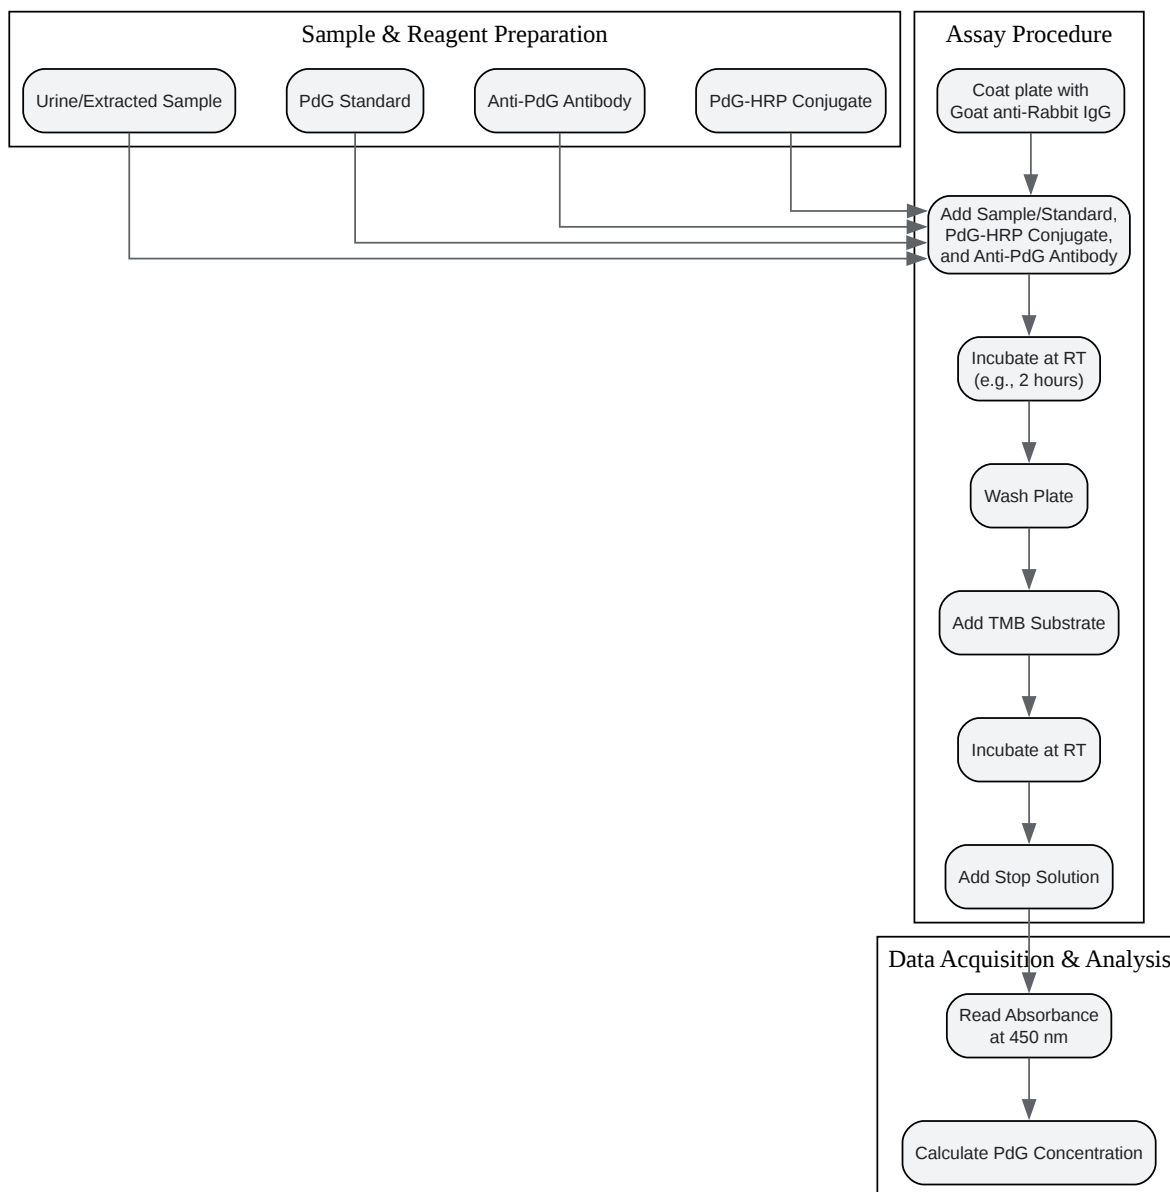 Sample & Reagent Preparation
Urine/Extracted Sample
PdG Standard
Anti-PdG Antibody
PdG-HRP Conjugate
Assay Procedure
Coat plate with
Goat anti-Rabbit IgG
Add Sample/Standard,
PdG-HRP Conjugate,
and Anti-PdG Antibody
Incubate at RT
(e.g., 2 hours)
Wash Plate
Add TMB Substrate
Incubate at RT
Add Stop Solution
Data Acquisition & Analysis
Read Absorbance
at 450 nm
Calculate PdG Concentration